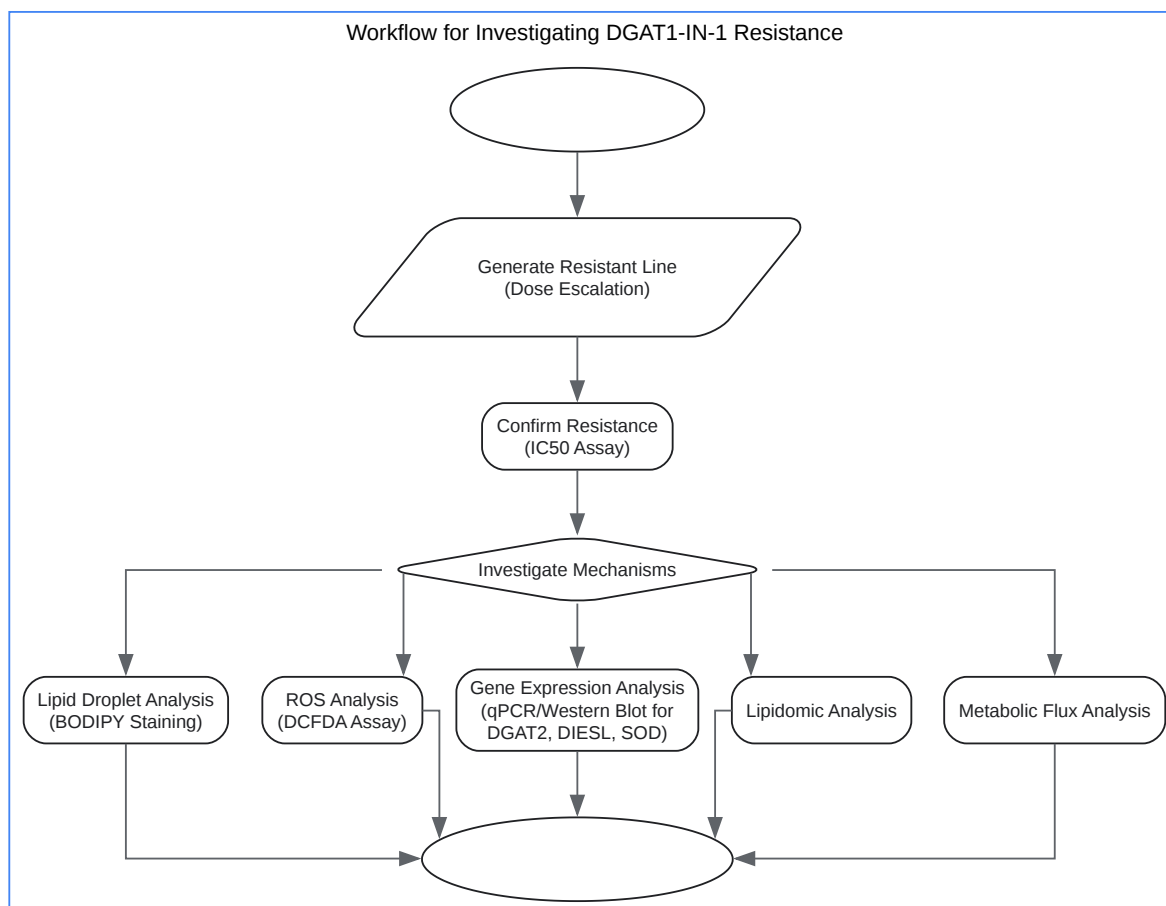 Workflow for Investigating DGAT1-IN-1 Resistance
Generate Resistant Line
(Dose Escalation)
Confirm Resistance
(IC50 Assay)
Investigate Mechanisms
Lipid Droplet Analysis
(BODIPY Staining)
ROS Analysis
(DCFDA Assay)
Gene Expression Analysis
(qPCR/Western Blot for
DGAT2, DIESL, SOD)
Lipidomic Analysis
Metabolic Flux Analysis